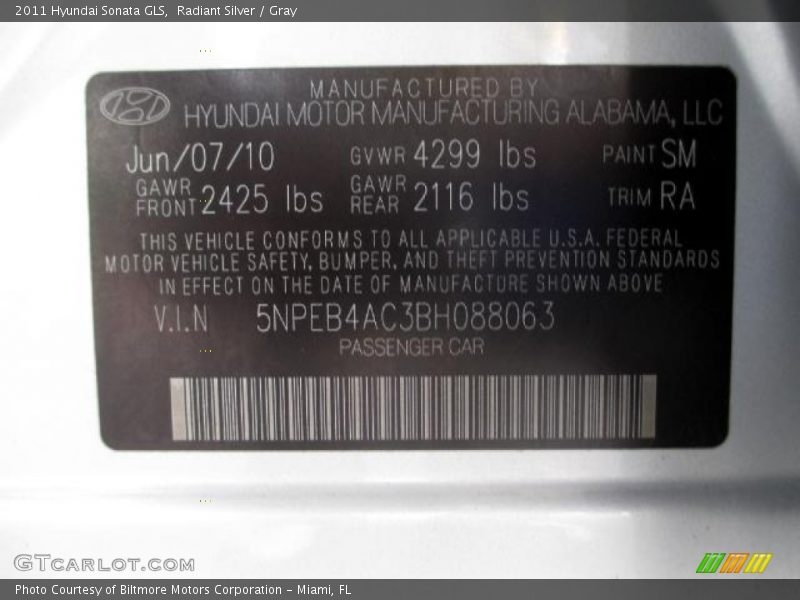 2011 Hyundai Sonata GLS, Radiant Silver / Gray
MANUFACTURED BY
HYUNDAI MOTOR MANUFACTURING ALABAMA, LLC
Jun/07/10 GVWR 4299 lbs PAINT SM
GAWR FRONT 2425 lbs GAWR REAR 2116 lbs TRIM RA
THIS VEHICLE CONFORMS TO ALL APPLICABLE U.S.A. FEDERAL
MOTOR VEHICLE SAFETY, BUMPER, AND THEFT PREVENTION STANDARDS
IN EFFECT ON THE DATE OF MANUFACTURE SHOWN ABOVE
V.I.N 5NPEB4AC3BH088063
PASSENGER CAR
GTCARLOT.COM
Photo Courtesy of Biltmore Motors Corporation - Miami, FL